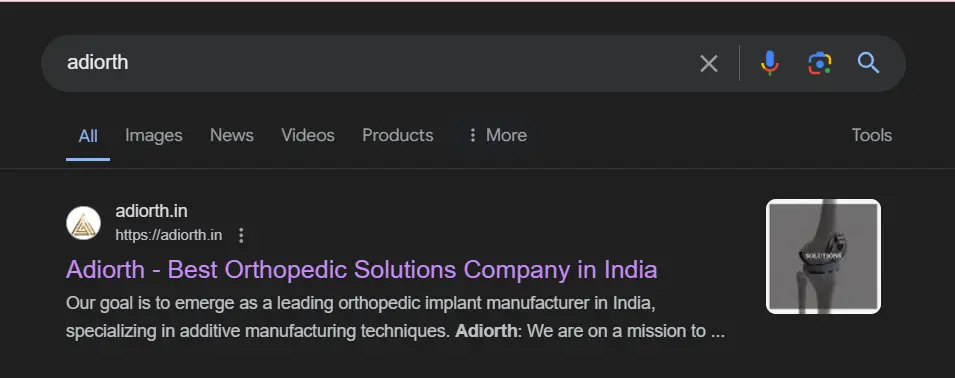 adiorth
All Images News Videos Products More Tools
adiorth.in
https://adiorth.in
Adiorth - Best Orthopedic Solutions Company in India
Our goal is to emerge as a leading orthopedic implant manufacturer in India,
specializing in additive manufacturing techniques. Adiorth: We are on a mission to ...
SOLUTIONS